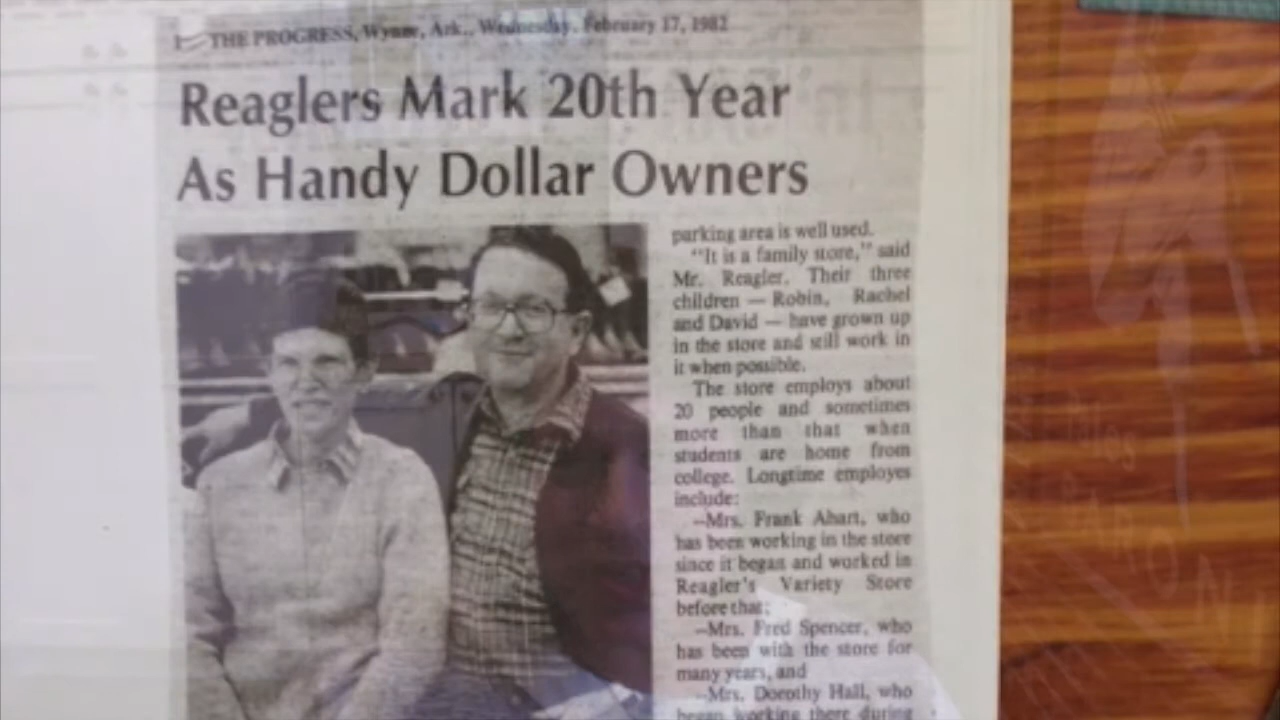 THE PROGRESS, Wynne, Ark., Wednesday, February 17, 1982
Reaglers Mark 20th Year
As Handy Dollar Owners
parking area is well used.
"It is a family store," said
Mr. Reagler. Their three
children — Robin, Rachel
and David — have grown up
in the store and still work in
it when possible.
The store employs about
20 people and sometimes
more than that when
students are home from
college. Longtime employes
include:
—Mrs. Frank Ahart, who
has been working in the store
since it began and worked in
Reagler's Variety Store
before that;
—Mrs. Fred Spencer, who
has been with the store for
many years, and
—Mrs. Dorothy Hall, who
began working there during